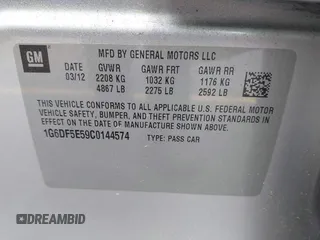 GM
MFD BY GENERAL MOTORS LLC
03/12 GVWR GAWR FRT GAWR RR
2208 KG 1032 KG 1176 KG
4867 LB 2275 LB 2592 LB
THIS VEHICLE CONFORMS TO ALL APPLICABLE U.S. FEDERAL MOTOR
VEHICLE SAFETY, BUMPER, AND THEFT PREVENTION STANDARDS
IN EFFECT ON THE DATE OF MANUFACTURE SHOWN ABOVE.
1G6DF5E59C0144574 TYPE: PASS CAR
AUTOBIDMASTER